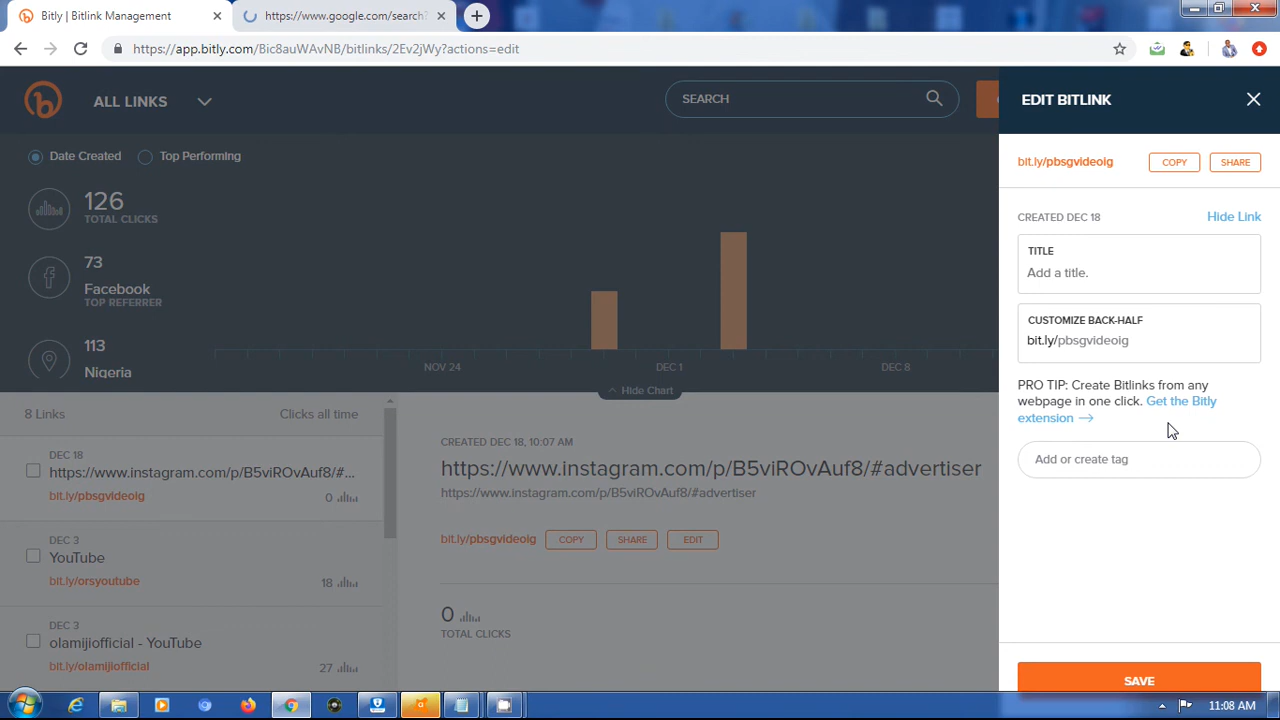 Bitly | Bitlink Management
https://www.google.com/search?
https://app.bitly.com/Bic8auWAvNB/bitlinks/2Ev2jWy?actions=edit
ALL LINKS
SEARCH
Date Created
Top Performing
126
TOTAL CLICKS
73
Facebook
TOP REFERRER
113
Nigeria
NOV 24
DEC 1
DEC 8
Hide Chart
8 Links
Clicks all time
DEC 18
https://www.instagram.com/p/B5viROvAuf8/#...
bit.ly/pbsgvideoig
0
DEC 3
YouTube
bit.ly/orsyoutube
18
DEC 3
olamijiofficial - YouTube
bit.ly/olamijiofficial
27
CREATED DEC 18, 10:07 AM
https://www.instagram.com/p/B5viROvAuf8/#advertiser
https://www.instagram.com/p/B5viROvAuf8/#advertiser
bit.ly/pbsgvideoig
COPY
SHARE
EDIT
0
TOTAL CLICKS
EDIT BITLINK
bit.ly/pbsgvideoig
COPY
SHARE
CREATED DEC 18
Hide Link
TITLE
Add a title.
CUSTOMIZE BACK-HALF
bit.ly/pbsgvideoig
PRO TIP: Create Bitlinks from any
webpage in one click. Get the Bitly
extension
Add or create tag
SAVE
11:08 AM